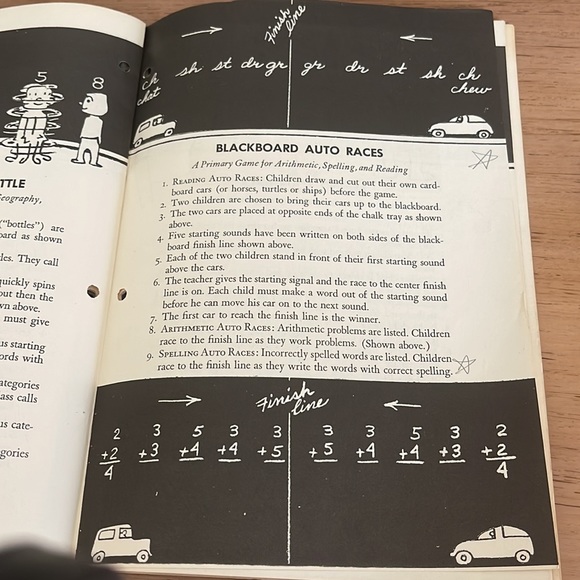 5
8
TTLE
eography,
("bottles") are
oard as shown
les. They call
quickly spins
out then the
wn above.
must give
us starting
ords with
ategories
ass calls
us cate-
gories
Finish
line
ch sh st dr gr gr dr st sh ch
chat chew
BLACKBOARD AUTO RACES
A Primary Game for Arithmetic, Spelling, and Reading
1. READING AUTO RACES: Children draw and cut out their own card-
board cars (or horses, turtles or ships) before the game.
2. Two children are chosen to bring their cars up to the blackboard.
3. The two cars are placed at opposite ends of the chalk tray as shown
above.
4. Five starting sounds have been written on both sides of the black-
board finish line shown above.
5. Each of the two children stand in front of their first starting sound
above the cars.
6. The teacher gives the starting signal and the race to the center finish
line is on. Each child must make a word out of the starting sound
before he can move his car on to the next sound.
7. The first car to reach the finish line is the winner.
8. ARITHMETIC AUTO RACES: Arithmetic problems are listed. Children
race to the finish line as they work problems. (Shown above.)
9. SPELLING AUTO RACES: Incorrectly spelled words are listed. Children
race to the finish line as they write the words with correct spelling.
Finish
line
2 3 5 3 3 3 3 5 3 2
+2 +3 +4 +4 +5 +5 +4 +4 +3 +2
4 4